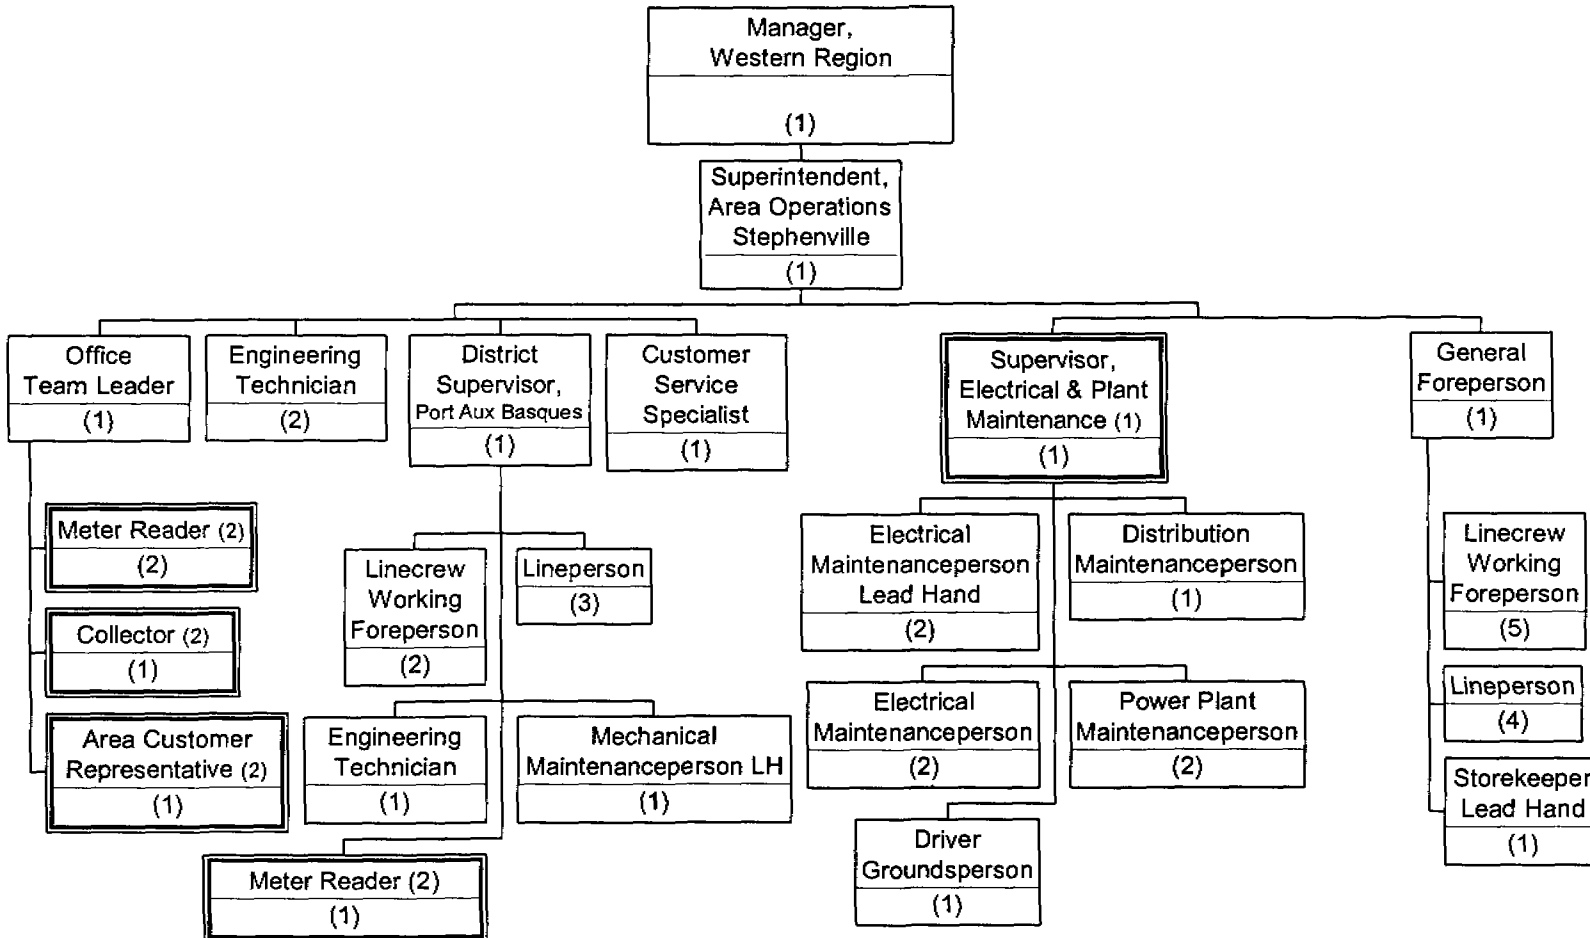 Manager,
Western Region
(1)
Superintendent,
Area Operations
Stephenville
(1)
Office
Team Leader
(1)
Engineering
Technician
(2)
District
Supervisor,
Port Aux Basques
(1)
Customer
Service
Specialist
(1)
Supervisor,
Electrical & Plant
Maintenance (1)
(1)
General
Foreperson
(1)
Meter Reader (2)
(2)
Collector (2)
(1)
Area Customer
Representative (2)
(1)
Linecrew
Working
Foreperson
(2)
Lineperson
(3)
Engineering
Technician
(1)
Mechanical
Maintenanceperson LH
(1)
Meter Reader (2)
(1)
Electrical
Maintenanceperson
Lead Hand
(2)
Distribution
Maintenanceperson
(1)
Electrical
Maintenanceperson
(2)
Power Plant
Maintenanceperson
(2)
Driver
Groundsperson
(1)
Linecrew
Working
Foreperson
(5)
Lineperson
(4)
Storekeeper
Lead Hand
(1)